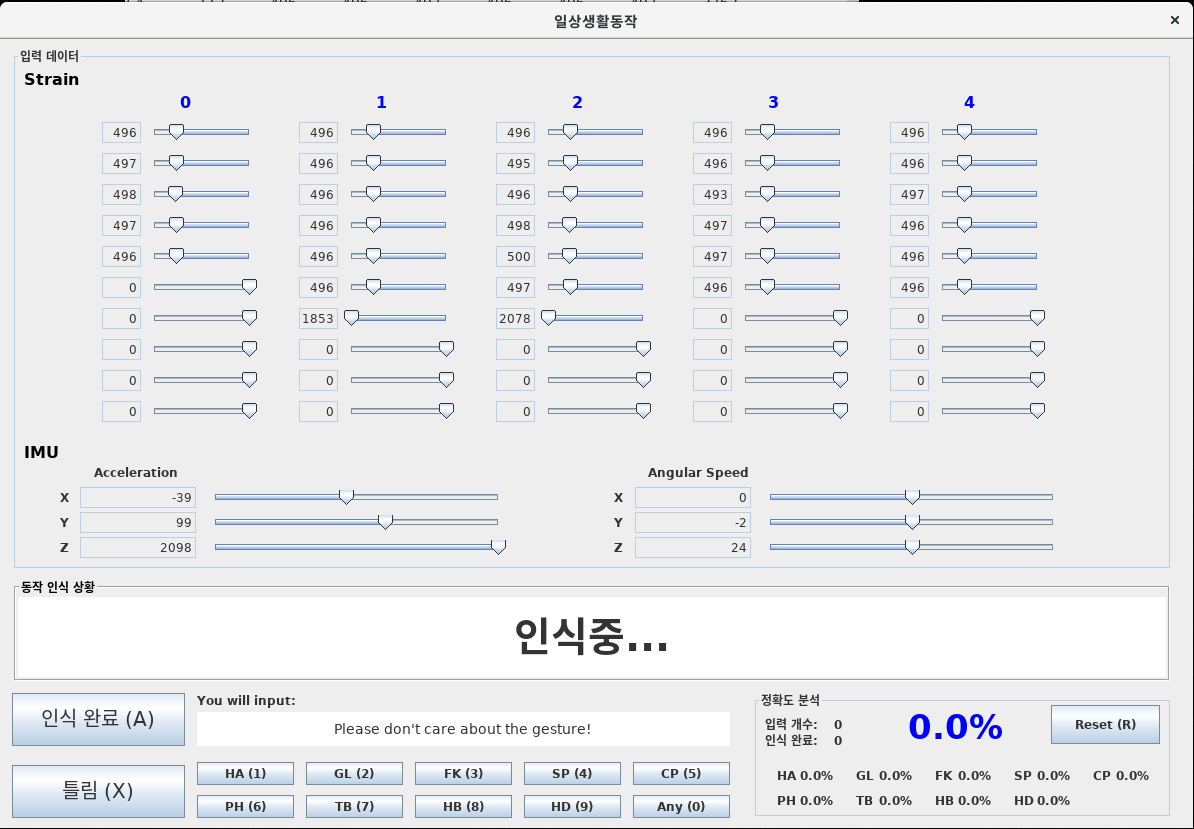 일상생활동작 ×
입력 데이터
Strain
0 1 2 3 4
496 496 496 496 496
497 496 495 496 496
498 496 496 493 497
497 496 498 497 496
496 496 500 497 496
0 496 497 496 496
0 1853 2078 0 0
0 0 0 0 0
0 0 0 0 0
0 0 0 0 0
IMU
Acceleration Angular Speed
X -39 X 0
Y 99 Y -2
Z 2098 Z 24
동작 인식 상황
인식중...
인식 완료 (A)
틀림 (X)
You will input:
Please don't care about the gesture!
HA (1) GL (2) FK (3) SP (4) CP (5)
PH (6) TB (7) HB (8) HD (9) Any (0)
정확도 분석
입력 개수: 0
인식 완료: 0
0.0%
Reset (R)
HA 0.0% GL 0.0% FK 0.0% SP 0.0% CP 0.0%
PH 0.0% TB 0.0% HB 0.0% HD 0.0%